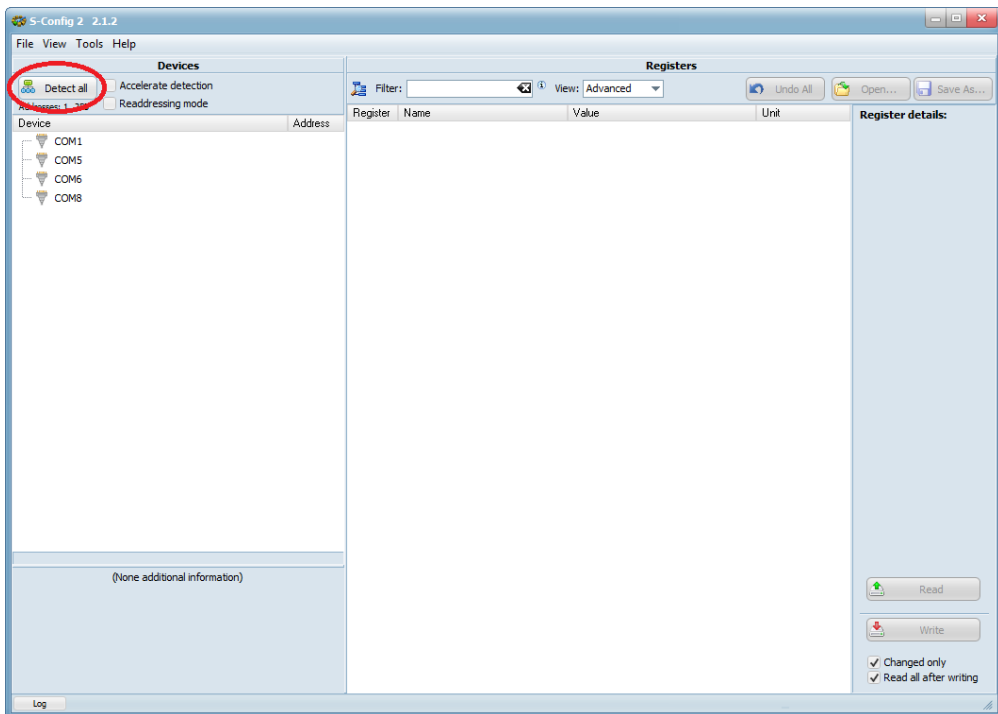 S-Config 2 2.1.2
File View Tools Help
Devices
Detect all
Accelerate detection
Readdressing mode
Device Address
COM1
COM5
COM6
COM8
(None additional information)
Log
Registers
Filter: View: Advanced Undo All Open... Save As...
Register Name Value Unit
Register details:
Read
Write
Changed only
Read all after writing